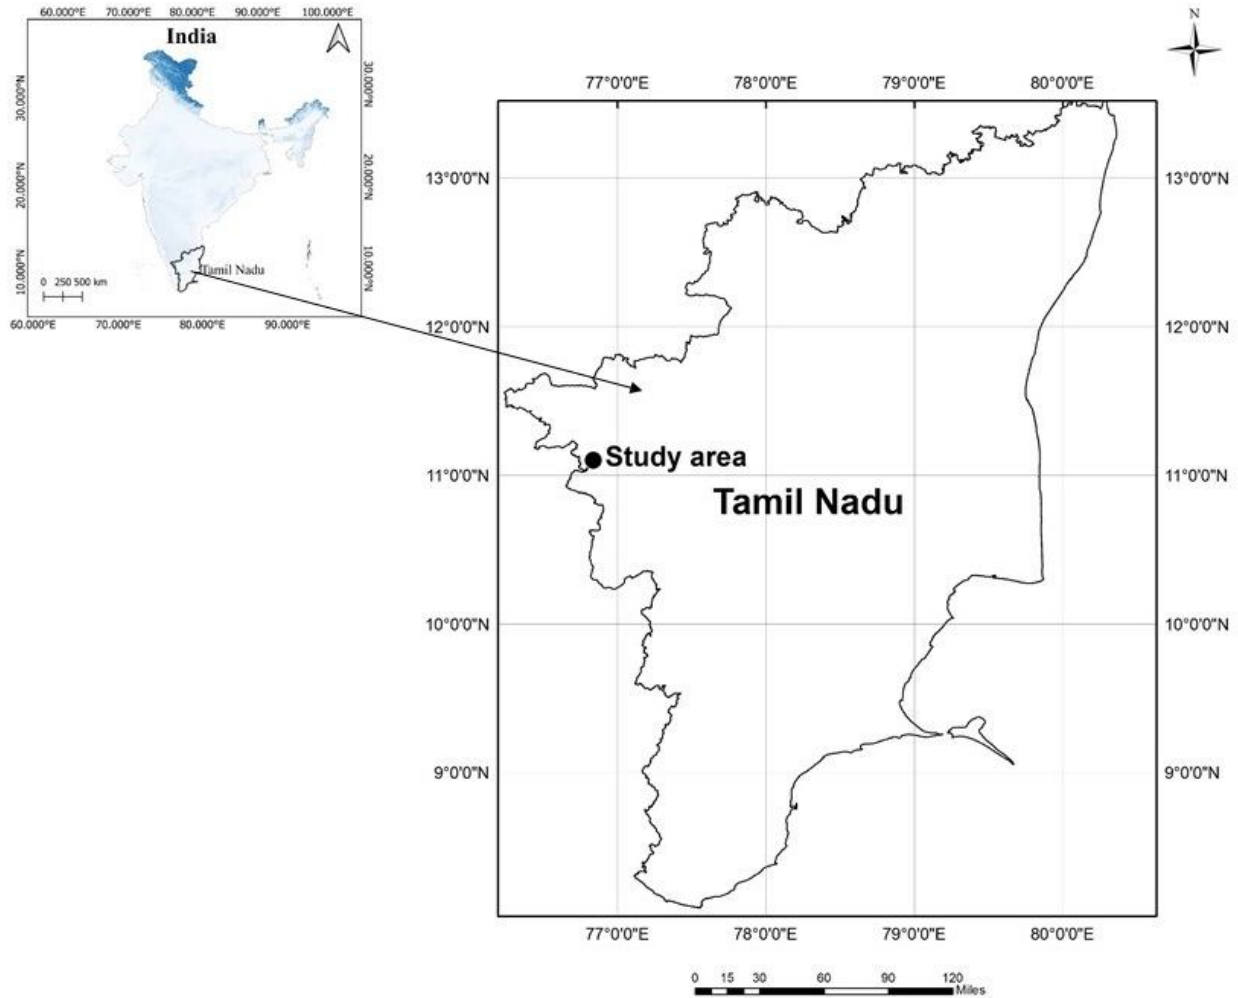 60.000°E 70.000°E 80.000°E 90.000°E 100.000°E
India
30.000°N 30.000°N
20.000°N 20.000°N
10.000°N 10.000°N
Tamil Nadu
0 250 500 km
60.000°E 70.000°E 80.000°E 90.000°E
N
77°0'0"E 78°0'0"E 79°0'0"E 80°0'0"E
13°0'0"N 13°0'0"N
12°0'0"N 12°0'0"N
Study area
11°0'0"N 11°0'0"N
Tamil Nadu
10°0'0"N 10°0'0"N
9°0'0"N 9°0'0"N
77°0'0"E 78°0'0"E 79°0'0"E 80°0'0"E
0 15 30 60 90 120
Miles